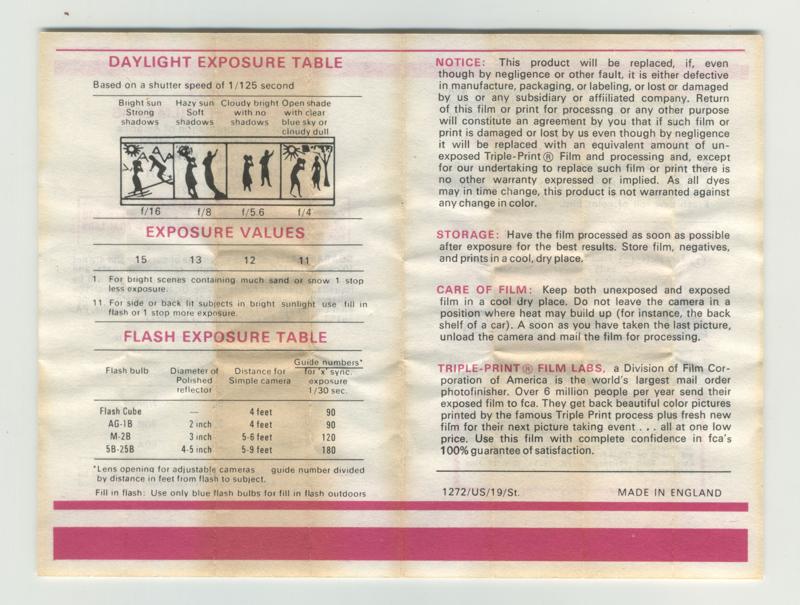 DAYLIGHT EXPOSURE TABLE
Based on a shutter speed of 1/125 second
Bright sun Hazy sun Cloudy bright Open shade
Strong Soft with no with clear
shadows shadows shadows blue sky or
cloudy dull
f/16 f/8 f/5.6 f/4
EXPOSURE VALUES
15 13 12 11
1. For bright scenes containing much sand or snow 1 stop
less exposure.
11. For side or back lit subjects in bright sunlight use fill in
flash or 1 stop more exposure.
FLASH EXPOSURE TABLE
Guide numbers*
Flash bulb Diameter of Distance for for 'x' sync.
Polished Simple camera exposure
reflector 1/30 sec.
Flash Cube — 4 feet 90
AG-1B 2 inch 4 feet 90
M-2B 3 inch 5-6 feet 120
5B-25B 4-5 inch 5-9 feet 180
*Lens opening for adjustable cameras guide number divided
by distance in feet from flash to subject.
Fill in flash: Use only blue flash bulbs for fill in flash outdoors
NOTICE: This product will be replaced, if, even
though by negligence or other fault, it is either defective
in manufacture, packaging, or labeling, or lost or damaged
by us or any subsidiary or affiiliated company. Return
of this film or print for processng or any other purpose
will constitute an agreement by you that if such film or
print is damaged or lost by us even though by negligence
it will be replaced with an equivalent amount of un-
exposed Triple-Print® Film and processing and, except
for our undertaking to replace such film or print there is
no other warranty expressed or implied. As all dyes
may in time change, this product is not warranted against
any change in color.
STORAGE: Have the film processed as soon as possible
after exposure for the best results. Store film, negatives,
and prints in a cool, dry place.
CARE OF FILM: Keep both unexposed and exposed
film in a cool dry place. Do not leave the camera in a
position where heat may build up (for instance, the back
shelf of a car). A soon as you have taken the last picture,
unload the camera and mail the film for processing.
TRIPLE-PRINT® FILM LABS, a Division of Film Cor-
poration of America is the world's largest mail order
photofinisher. Over 6 million people per year send their
exposed film to fca. They get back beautiful color pictures
printed by the famous Triple Print process plus fresh new
film for their next picture taking event . . . all at one low
price. Use this film with complete confidence in fca's
100% guarantee of satisfaction.
1272/US/19/St. MADE IN ENGLAND